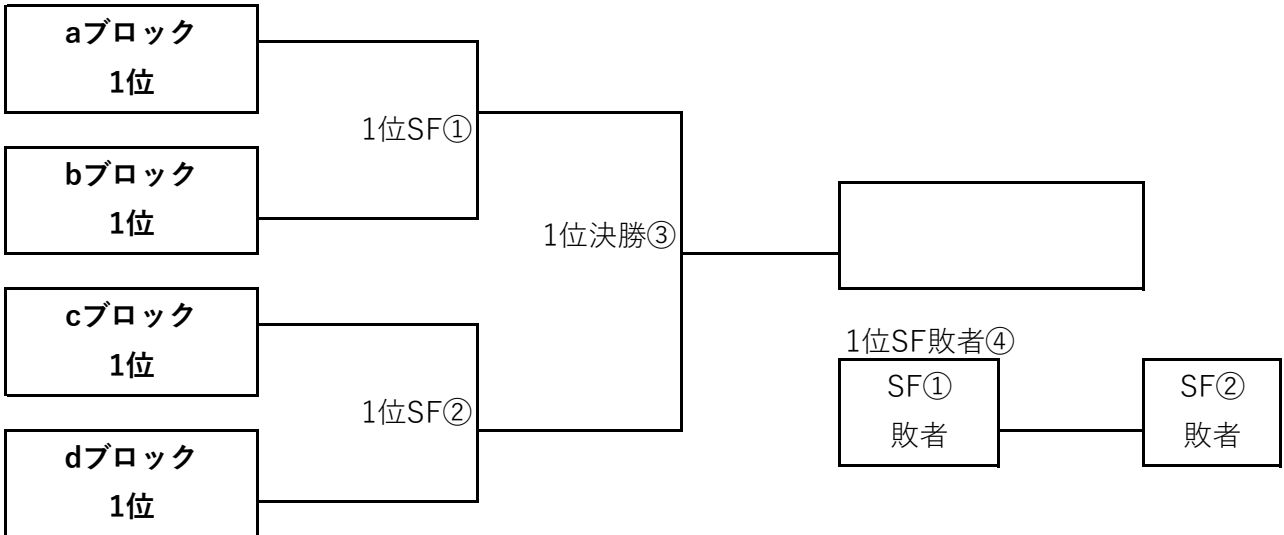 aブロック
1位
1位SF①
bブロック
1位
1位決勝③
cブロック
1位
1位SF敗者④
SF①
敗者
SF②
敗者
1位SF②
dブロック
1位